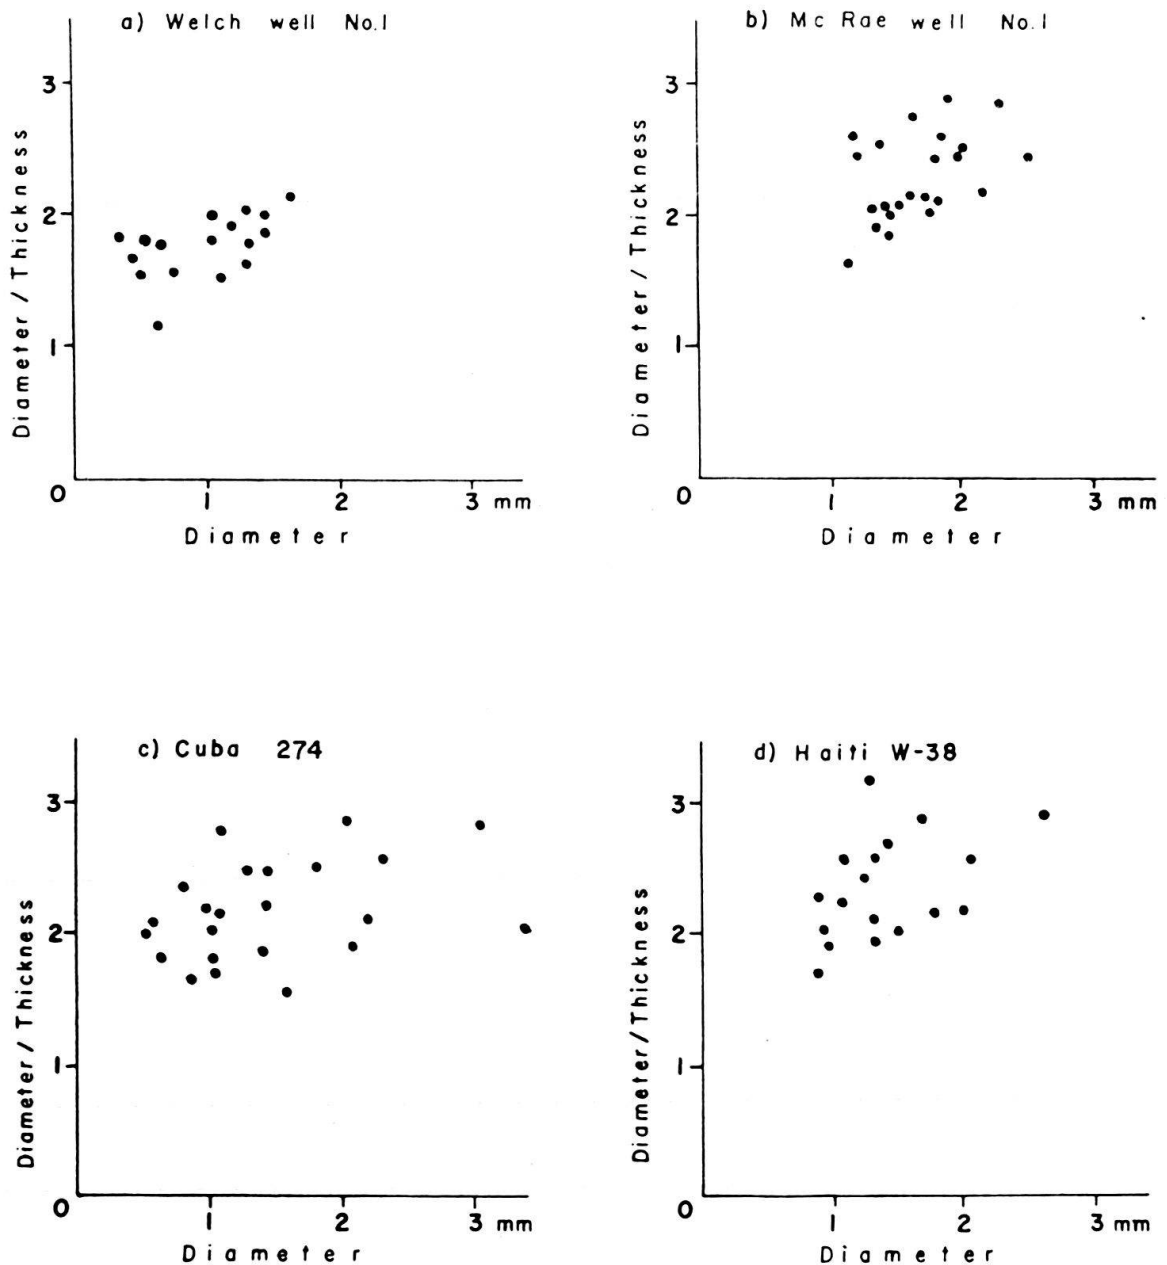 a) Welch well No.1
3
2
1
0
1 2 3 mm
Diameter
Diameter / Thickness
b) Mc Rae well No.1
3
2
1
0
1 2 3 mm
Diameter
Diameter / Thickness
c) Cuba 274
3
2
1
0
1 2 3 mm
Diameter
Diameter / Thickness
d) Haiti W-38
3
2
1
0
1 2 3 mm
Diameter
Diameter/Thickness